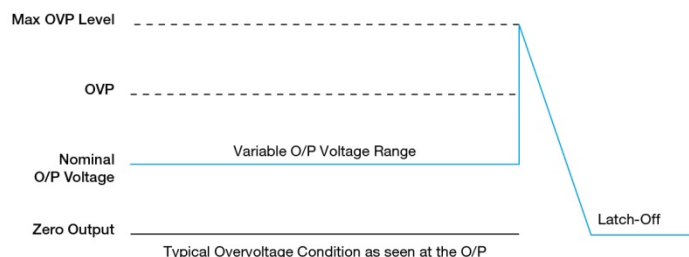 Max OVP Level
OVP
Variable O/P Voltage Range
Nominal
O/P Voltage
Latch-Off
Zero Output
Typical Overvoltage Condition as seen at the O/P